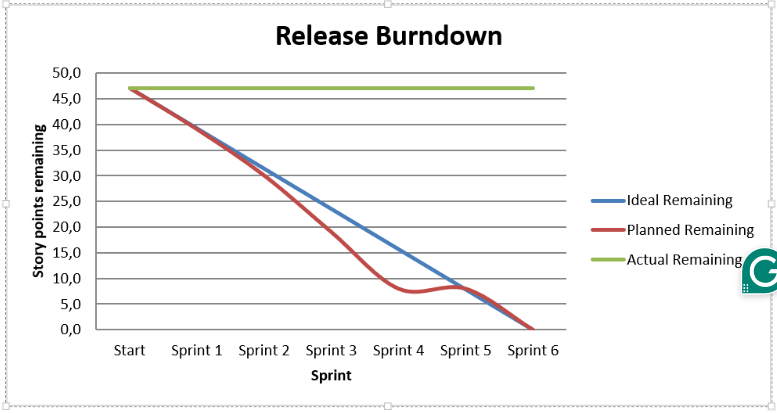 Release Burndown
50,0
45,0
40,0
35,0
30,0
25,0
20,0
15,0
10,0
5,0
0,0
Story points remaining
Start Sprint 1 Sprint 2 Sprint 3 Sprint 4 Sprint 5 Sprint 6
Sprint
Ideal Remaining
Planned Remaining
Actual Remaining
G